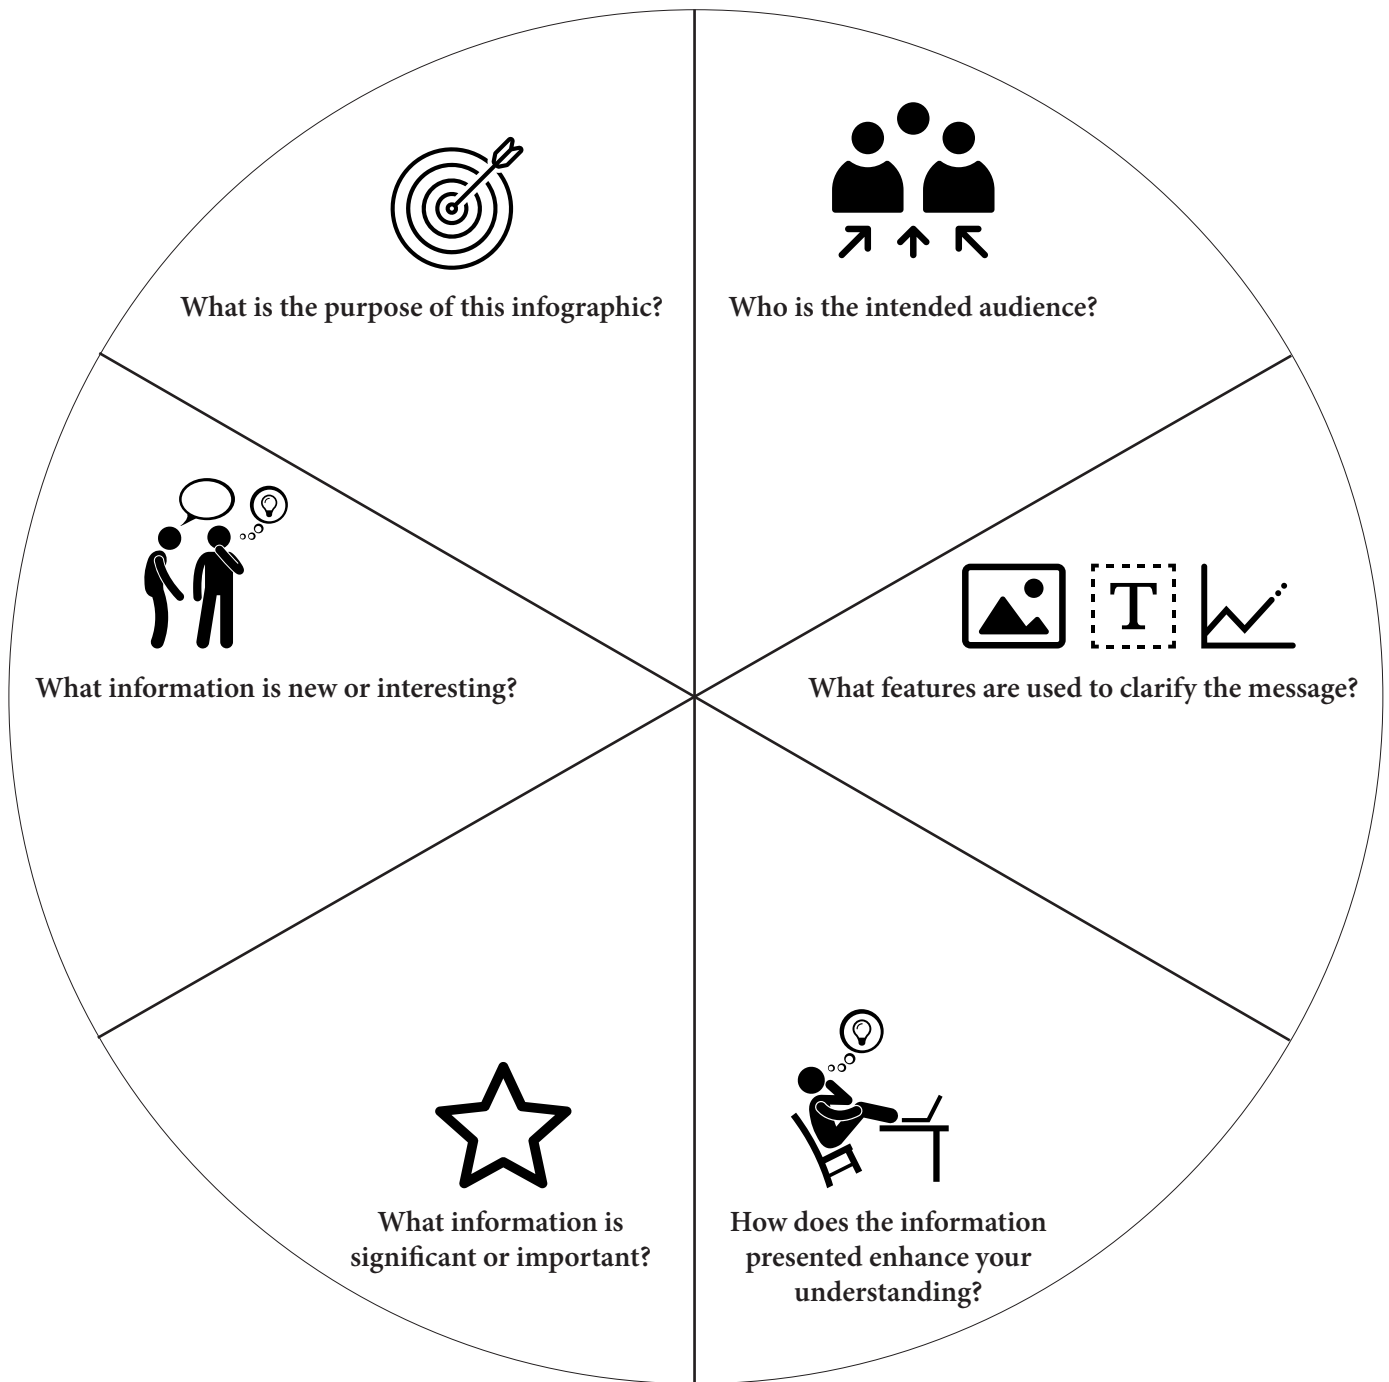 What is the purpose of this infographic?
Who is the intended audience?
What information is new or interesting?
T
What features are used to clarify the message?
What information is
significant or important?
How does the information
presented enhance your
understanding?